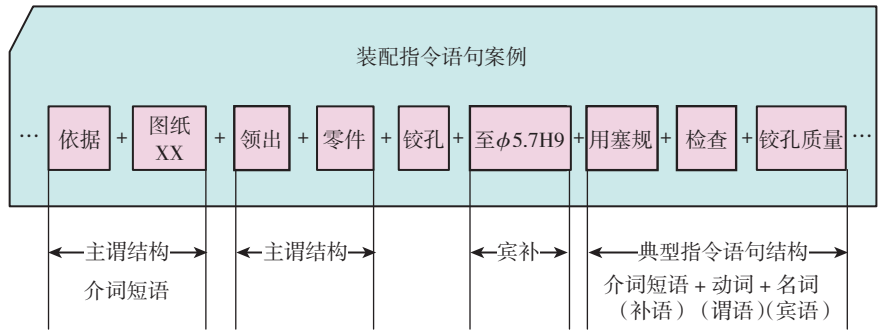 装配指令语句案例
… 依据 + 图纸XX + 领出 + 零件 + 铰孔 + 至ϕ5.7H9 + 用塞规 + 检查 + 铰孔质量 …
主谓结构 主谓结构 宾补 典型指令语句结构
介词短语 介词短语 + 动词 + 名词
（补语）（谓语）（宾语）